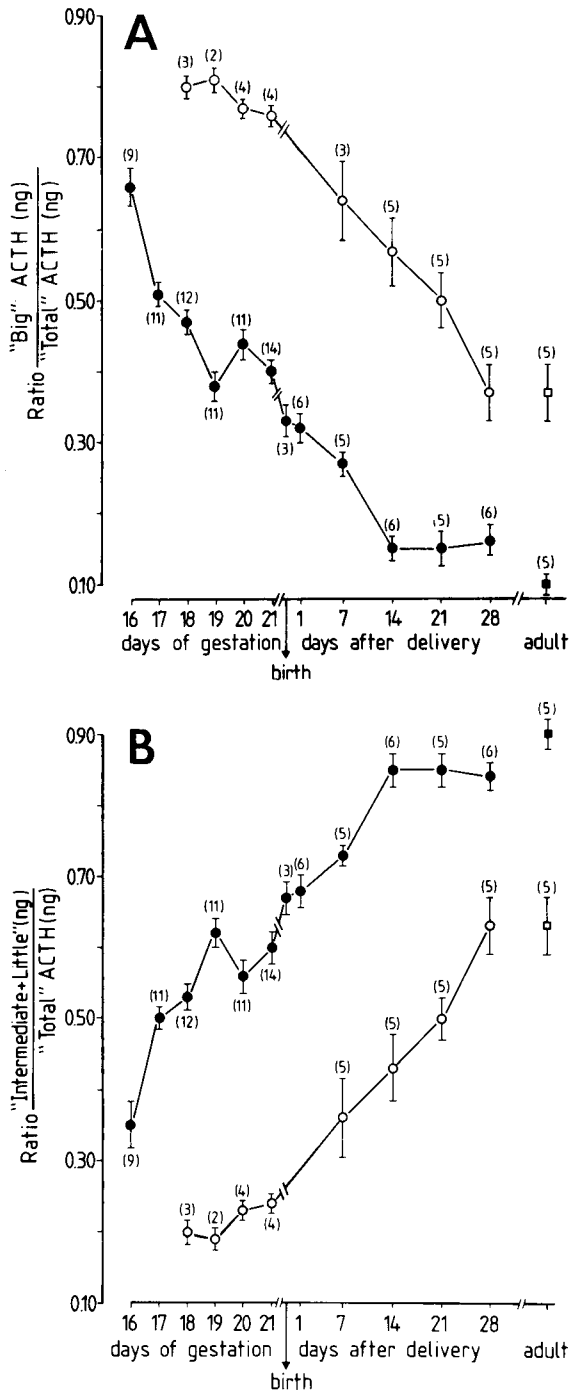 A
0.90
0.70
0.50
0.30
0.10
Ratio "Big" ACTH (ng)
"Total" ACTH (ng)
(3) (2) (4) (4) (3) (5) (5) (5) (5)
(9) (11) (12) (11) (11) (14) (3) (6) (5) (6) (5) (6) (5)
16 17 18 19 20 21 1 7 14 21 28
days of gestation days after delivery adult
birth
B
0.90
0.70
0.50
0.30
0.10
Ratio "Intermediate+Little"(ng)
"Total" ACTH(ng)
(9) (11) (12) (11) (11) (14) (3) (6) (5) (6) (5) (6) (5)
(3) (2) (4) (4) (5) (5) (5) (5) (5)
16 17 18 19 20 21 1 7 14 21 28
days of gestation days after delivery adult
birth